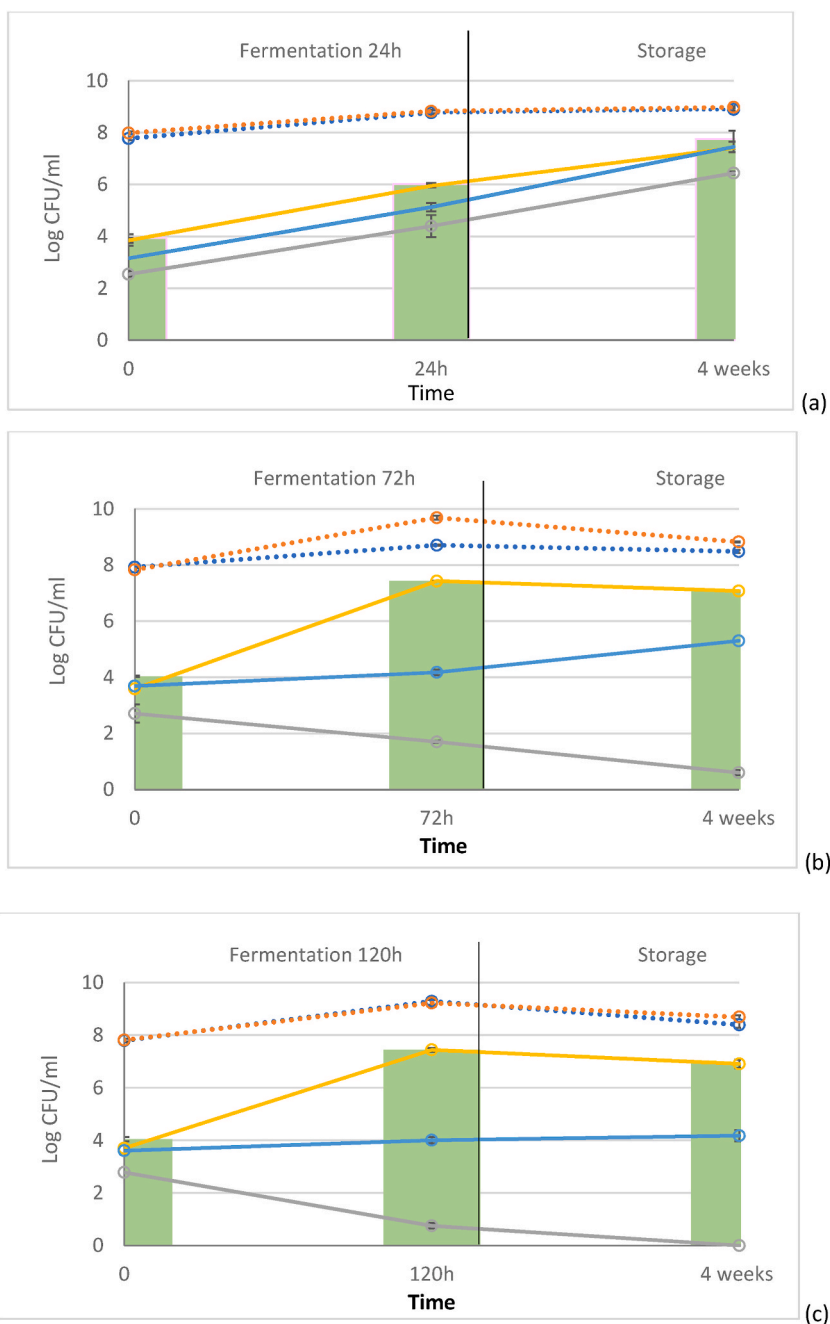 Fermentation 24h Storage
10
8
6
4
2
0
Log CFU/ml
0 24h 4 weeks
Time
(a)
Fermentation 72h Storage
10
8
6
4
2
0
Log CFU/ml
0 72h 4 weeks
Time
(b)
Fermentation 120h Storage
10
8
6
4
2
0
Log CFU/ml
0 120h 4 weeks
Time
(c)